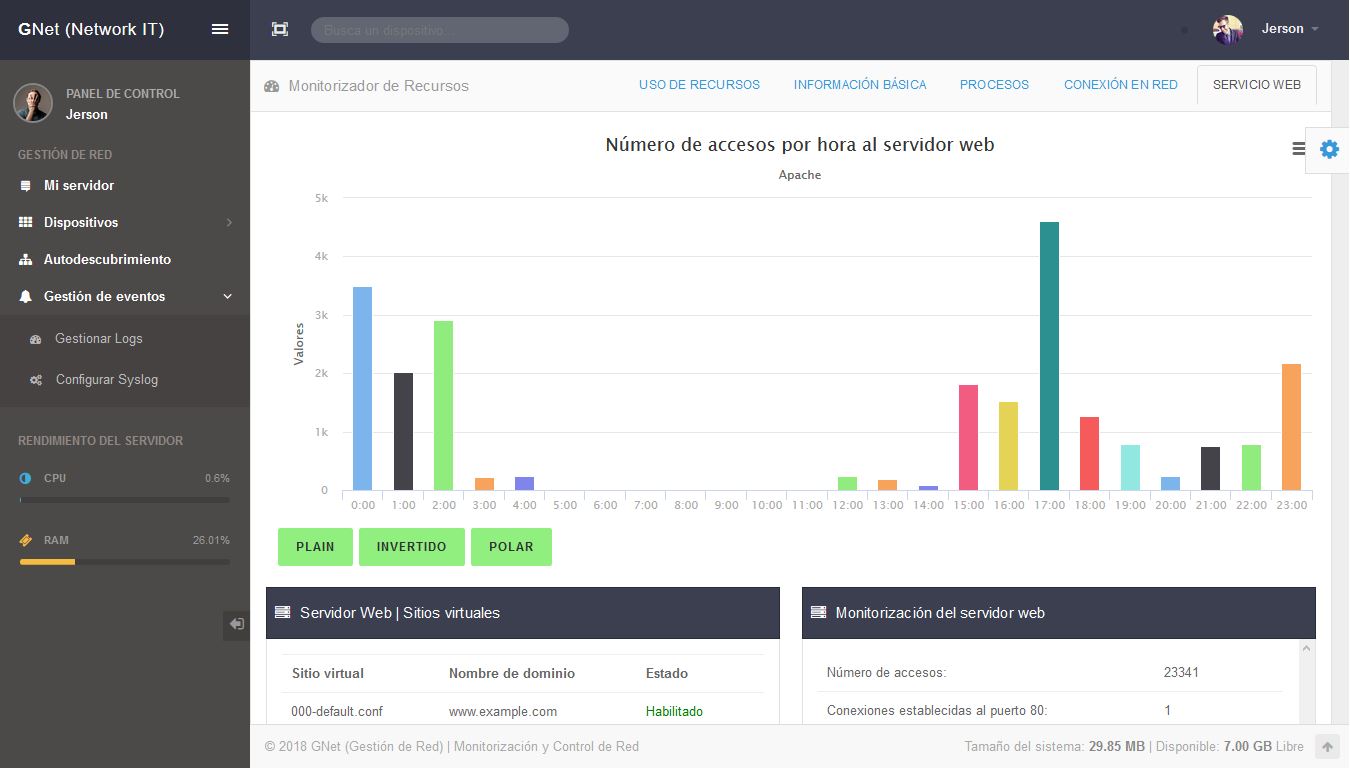 GNet (Network IT)
Busca un dispositivo...
Jerson
PANEL DE CONTROL
Jerson
GESTIÓN DE RED
Mi servidor
Dispositivos
Autodescubrimiento
Gestión de eventos
Gestionar Logs
Configurar Syslog
RENDIMIENTO DEL SERVIDOR
CPU 0.6%
RAM 26.01%
Monitorizador de Recursos
USO DE RECURSOS INFORMACIÓN BÁSICA PROCESOS CONEXIÓN EN RED SERVICIO WEB
Número de accesos por hora al servidor web
Apache
Valores
5k
4k
3k
2k
1k
0
0:00 1:00 2:00 3:00 4:00 5:00 6:00 7:00 8:00 9:00 10:00 11:00 12:00 13:00 14:00 15:00 16:00 17:00 18:00 19:00 20:00 21:00 22:00 23:00
PLAIN INVERTIDO POLAR
Servidor Web | Sitios virtuales
Sitio virtual Nombre de dominio Estado
000-default.conf www.example.com Habilitado
Monitorización del servidor web
Número de accesos: 23341
Conexiones establecidas al puerto 80: 1
© 2018 GNet (Gestión de Red) | Monitorización y Control de Red
Tamaño del sistema: 29.85 MB | Disponible: 7.00 GB Libre